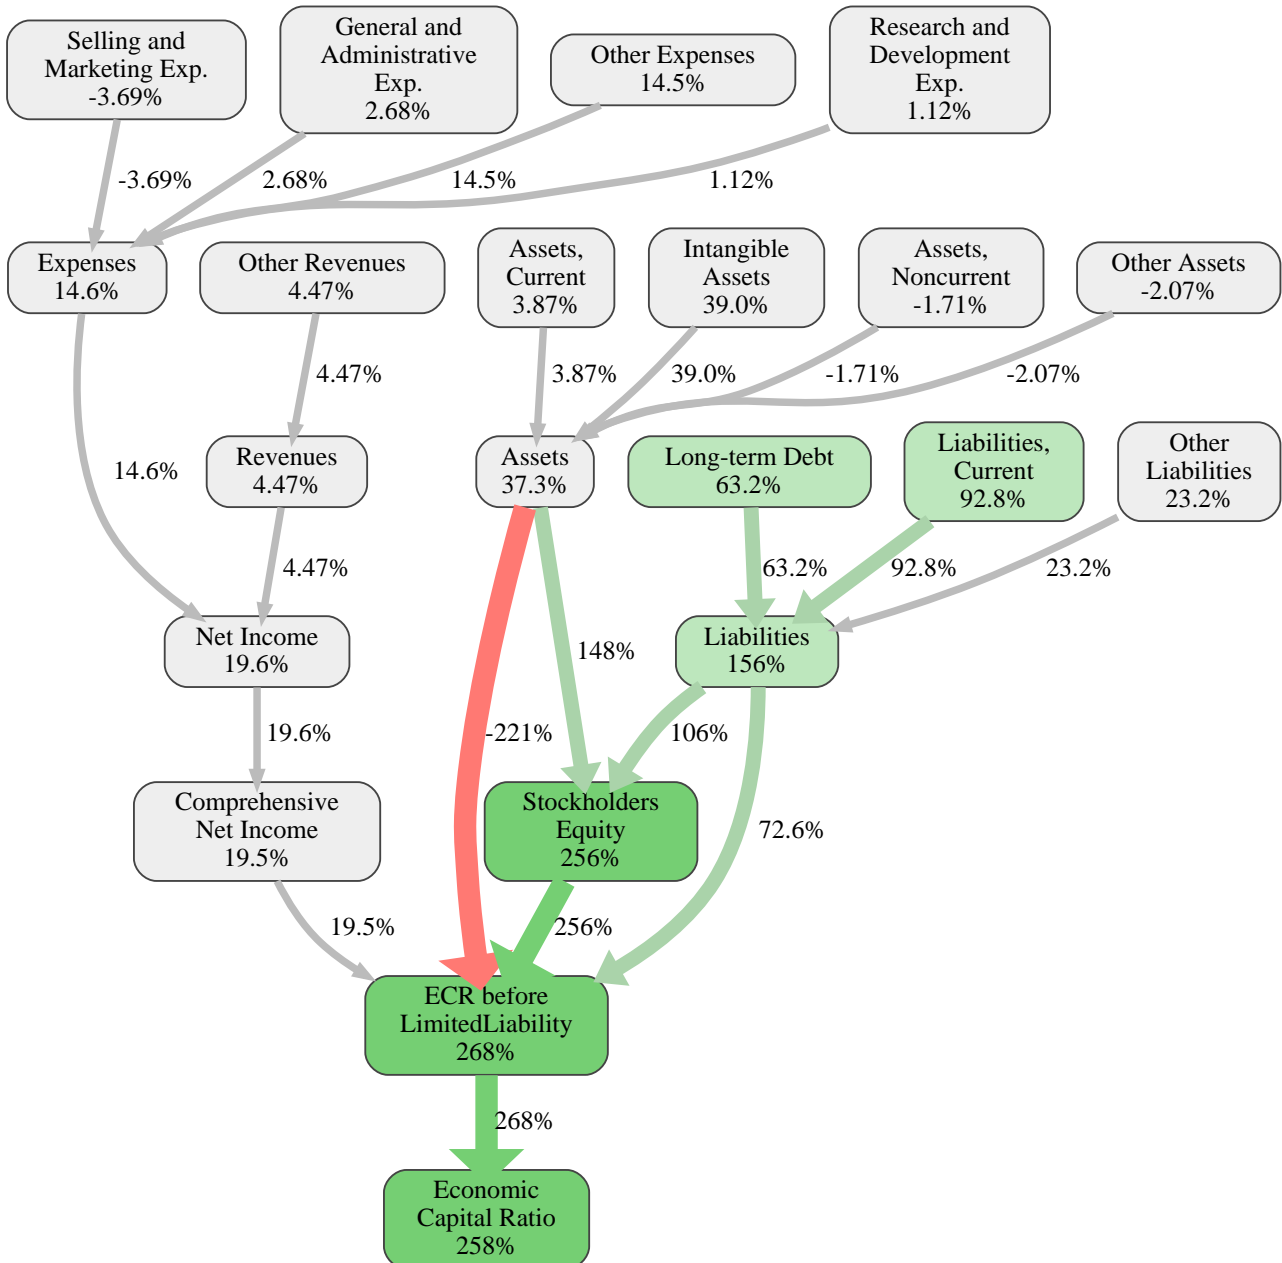 Selling and
Marketing Exp.
-3.69%
General and
Administrative
Exp.
2.68%
Other Expenses
14.5%
Research and
Development
Exp.
1.12%
-3.69%
2.68%
14.5%
1.12%
Expenses
14.6%
Other Revenues
4.47%
Assets,
Current
3.87%
Intangible
Assets
39.0%
Assets,
Noncurrent
-1.71%
Other Assets
-2.07%
4.47%
3.87%
39.0%
-1.71%
-2.07%
14.6%
Revenues
4.47%
Assets
37.3%
Long-term Debt
63.2%
Liabilities,
Current
92.8%
Other
Liabilities
23.2%
4.47%
63.2%
92.8%
23.2%
Net Income
19.6%
148%
Liabilities
156%
19.6%
-221%
106%
Comprehensive
Net Income
19.5%
Stockholders
Equity
256%
72.6%
19.5%
256%
ECR before
LimitedLiability
268%
268%
Economic
Capital Ratio
258%